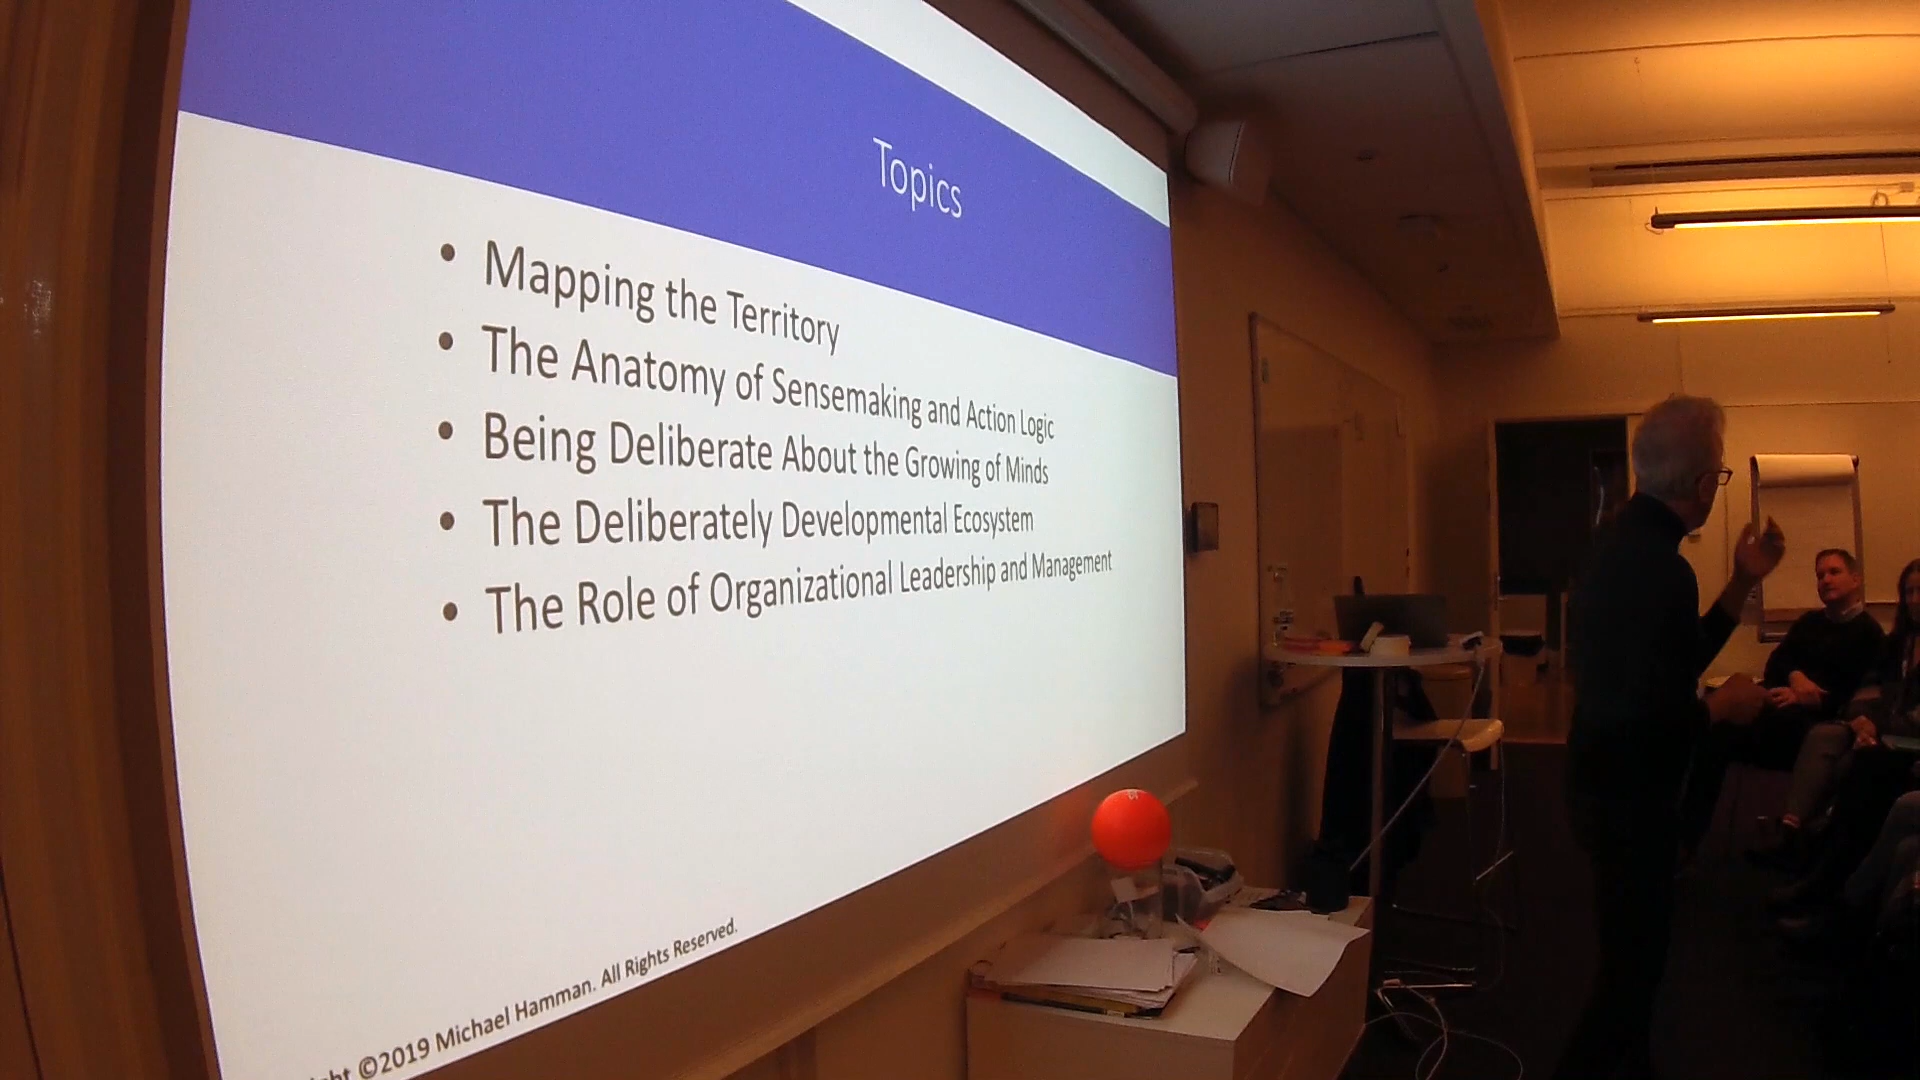 Topics
• Mapping the Territory
• The Anatomy of Sensemaking and Action Logic
• Being Deliberate About the Growing of Minds
• The Deliberately Developmental Ecosystem
• The Role of Organizational Leadership and Management
©2019 Michael Hamman. All Rights Reserved.